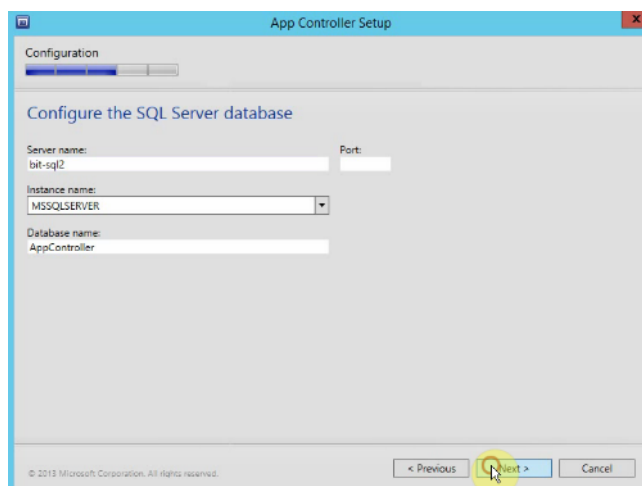 App Controller Setup
x
Configuration
Configure the SQL Server database
Server name: Port:
bit-sql2
Instance name:
MSSQLSERVER
Database name:
AppController
© 2013 Microsoft Corporation. All rights reserved.
< Previous Next > Cancel